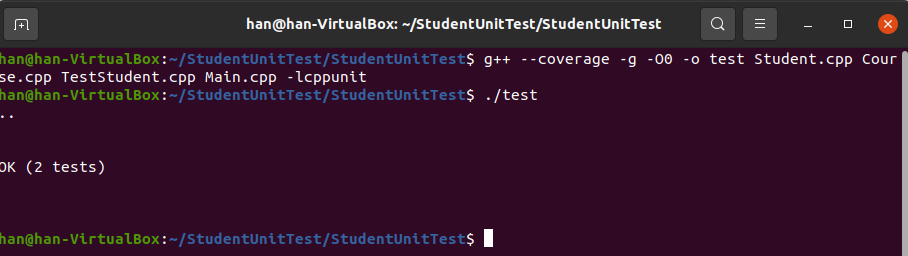 han@han-VirtualBox: ~/StudentUnitTest/StudentUnitTest
han@han-VirtualBox:~/StudentUnitTest/StudentUnitTest$ g++ --coverage -g -O0 -o test Student.cpp Cour
se.cpp TestStudent.cpp Main.cpp -lcppunit
han@han-VirtualBox:~/StudentUnitTest/StudentUnitTest$ ./test
..
OK (2 tests)
han@han-VirtualBox:~/StudentUnitTest/StudentUnitTest$